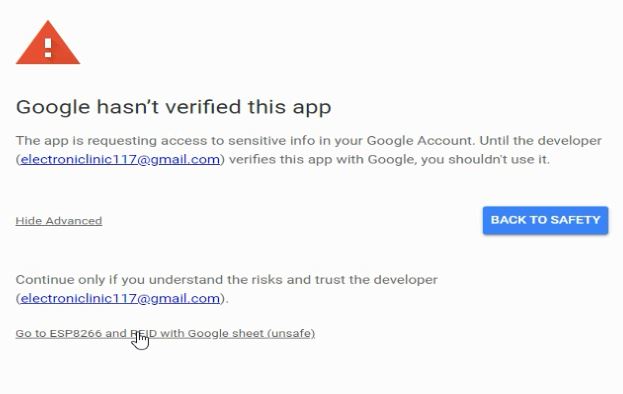 Google hasn't verified this app
The app is requesting access to sensitive info in your Google Account. Until the developer
(electroniclinic117@gmail.com) verifies this app with Google, you shouldn't use it.
Hide Advanced
BACK TO SAFETY
Continue only if you understand the risks and trust the developer
(electroniclinic117@gmail.com).
Go to ESP8266 and RFID with Google sheet (unsafe)